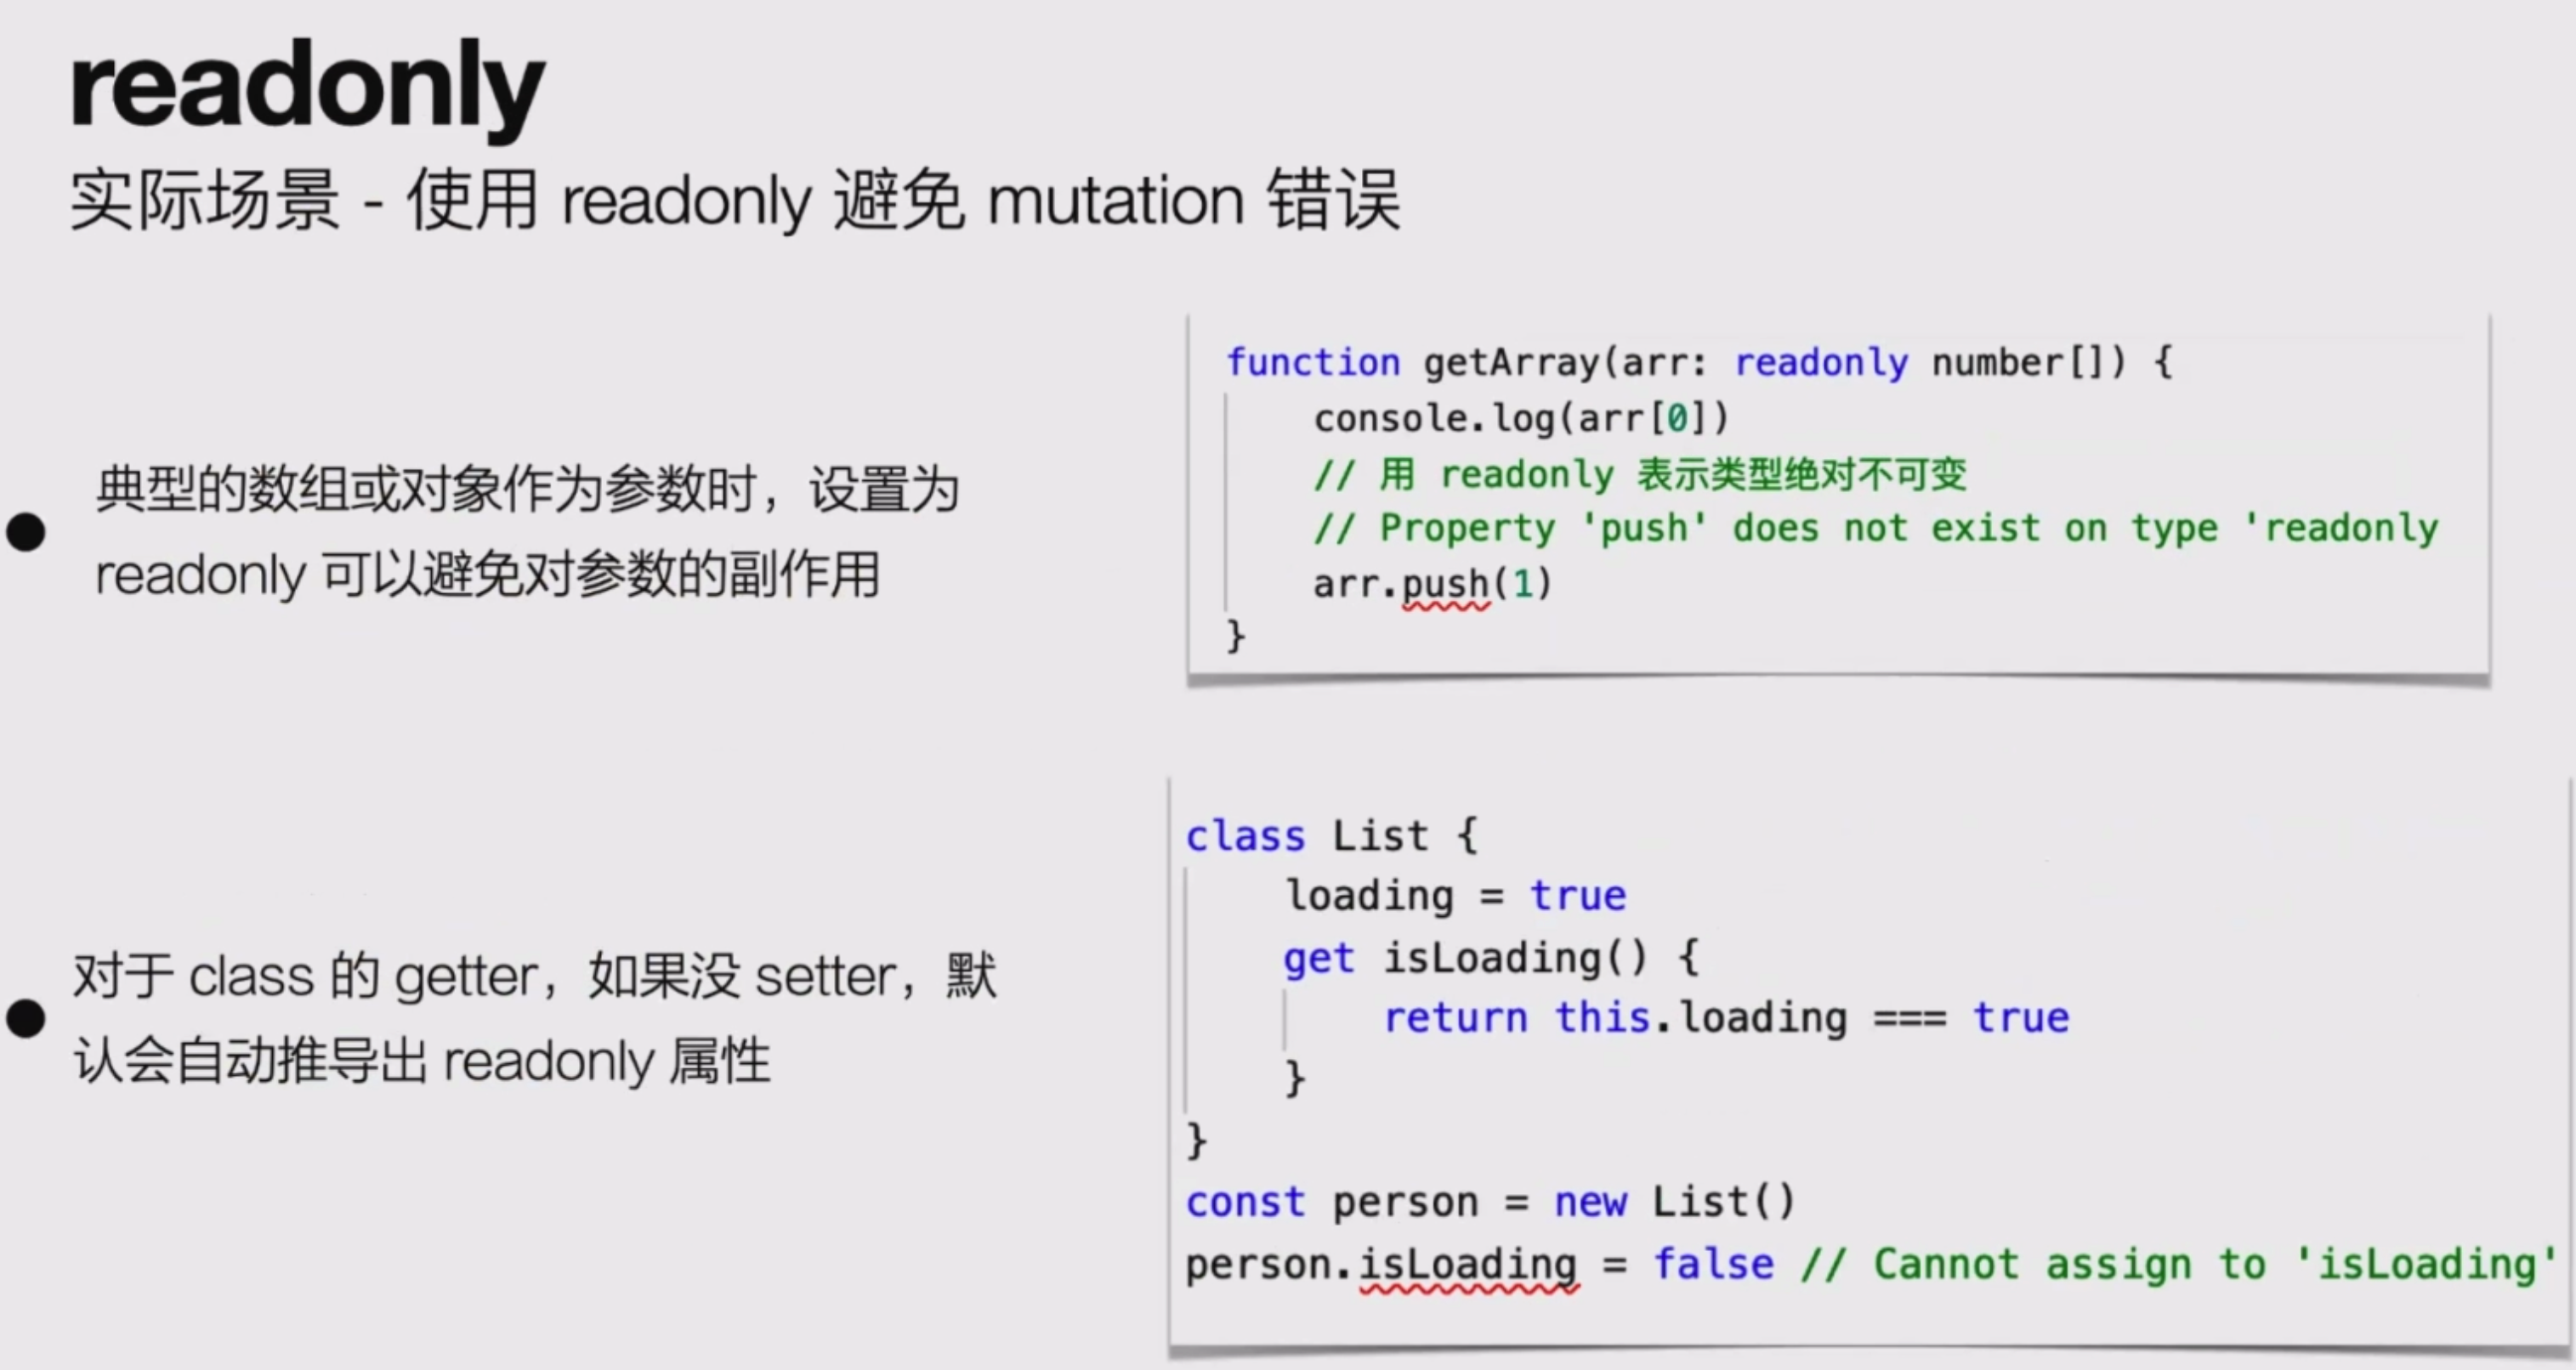 readonly
实际场景 - 使用 readonly 避免 mutation 错误
典型的数组或对象作为参数时，设置为
readonly 可以避免对参数的副作用
function getArray(arr: readonly number[]) {
console.log(arr[0])
// 用 readonly 表示类型绝对不可变
// Property 'push' does not exist on type 'readonly
arr.push(1)
}
对于 class 的 getter，如果没 setter，默
认会自动推导出 readonly 属性
class List {
loading = true
get isLoading() {
return this.loading === true
}
}
const person = new List()
person.isLoading = false // Cannot assign to 'isLoading'